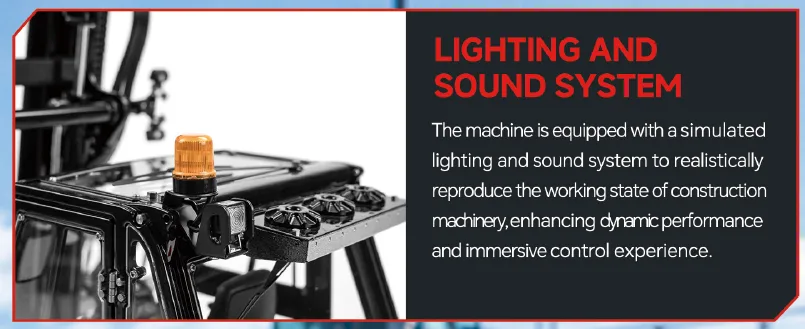 LIGHTING AND
SOUND SYSTEM
The machine is equipped with a simulated
lighting and sound system to realistically
reproduce the working state of construction
machinery, enhancing dynamic performance
and immersive control experience.